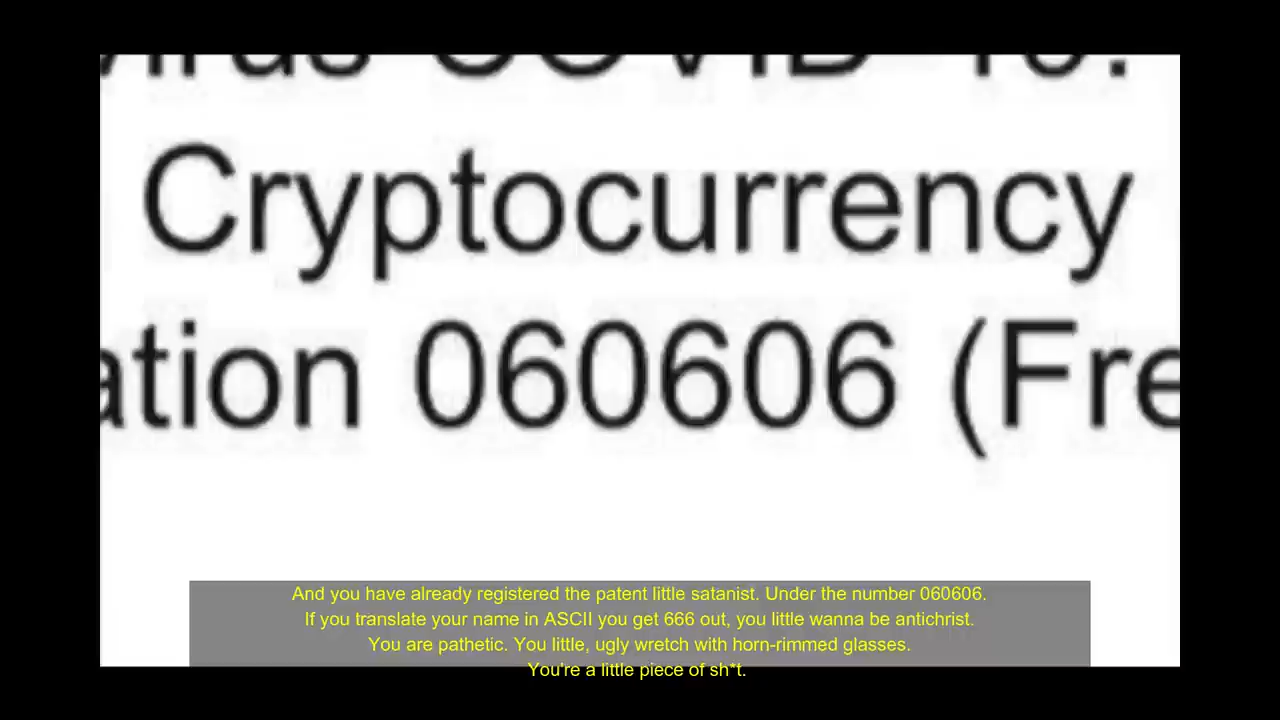 Cryptocurrency
060606
And you have already registered the patent little satanist. Under the number 060606.
If you translate your name in ASCII you get 666 out, you little wanna be antichrist.
You are pathetic. You little, ugly wretch with horn-rimmed glasses.
You're a little piece of sh*t.